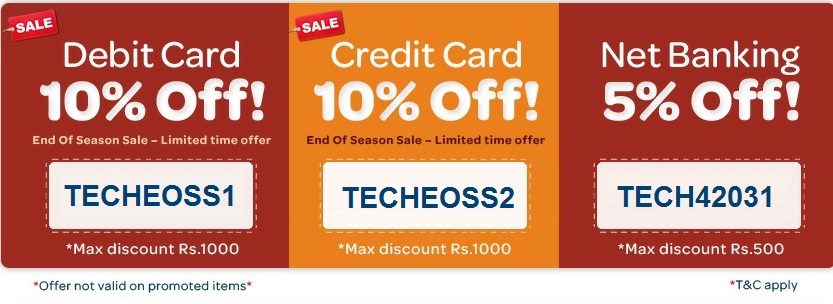 SALE
Debit Card
10% Off!
End Of Season Sale – Limited time offer
TECHEOSS1
*Max discount Rs.1000
SALE
Credit Card
10% Off!
End Of Season Sale – Limited time offer
TECHEOSS2
*Max discount Rs.1000
Net Banking
5% Off!
TECH42031
*Max discount Rs.500
*Offer not valid on promoted items*
*T&C apply